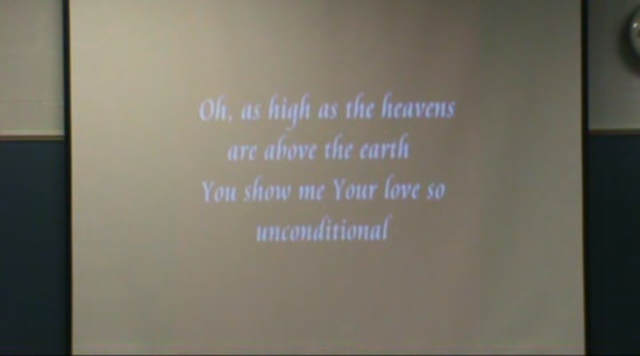 Oh, as high as the heavens
are above the earth
You show me Your love so
unconditional